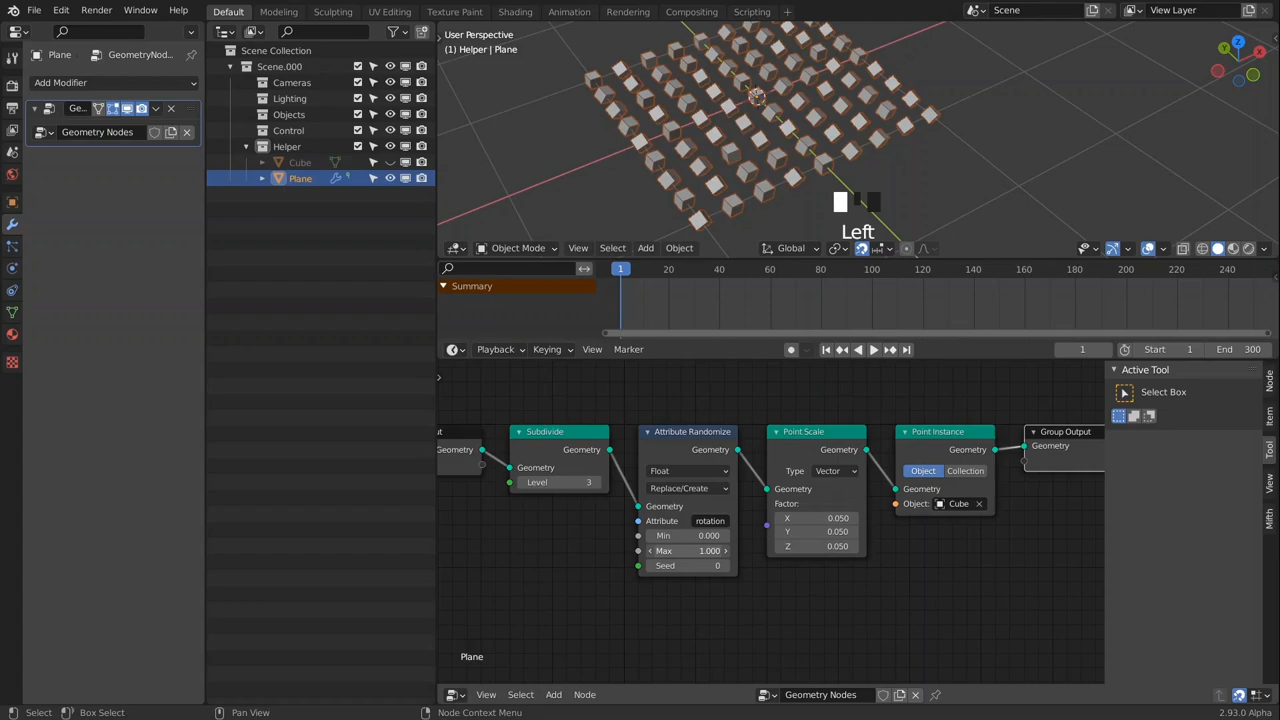 File Edit Render Window Help
Default Modeling Sculpting UV Editing Texture Paint Shading Animation Rendering Compositing Scripting
Scene View Layer
Plane GeometryNod..
Add Modifier
Ge...
Geometry Nodes
Scene Collection
Scene.000
Cameras
Lighting
Objects
Control
Helper
Cube
Plane
User Perspective
(1) Helper | Plane
Z
Y
Left
Object Mode View Select Add Object Global
20 40 60 80 100 120 140 160 180 200 220 240
1
Summary
Playback Keying View Marker 1 Start 1 End 300
Active Tool
Select Box
Node
Item
Tool
View
Mifth
ut
Geometry
Subdivide
Geometry
Geometry
Level 3
Attribute Randomize
Geometry
Float
Replace/Create
Geometry
Attribute rotation
Min 0.000
Max 1.000
Seed 0
Point Scale
Geometry
Type Vector
Geometry
Factor:
X 0.050
Y 0.050
Z 0.050
Point Instance
Geometry
Object Collection
Geometry
Object: Cube
Group Output
Geometry
Plane
View Select Add Node Geometry Nodes
Select Box Select Pan View Node Context Menu 2.93.0 Alpha